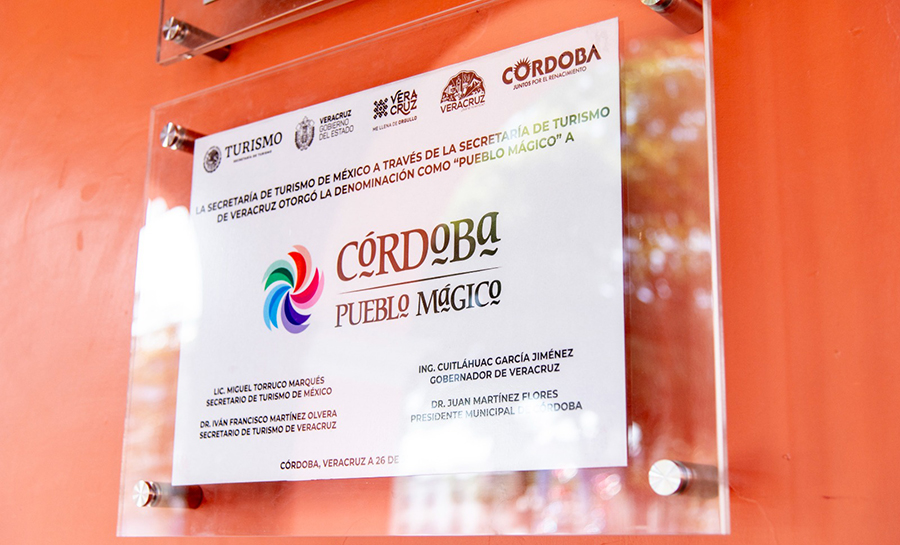 TURISMO
SECRETARÍA DE TURISMO
VERACRUZ
GOBIERNO
DEL ESTADO
VERA
CRUZ
ME LLENA DE ORGULLO
VERACRUZ
CÓRDOBA
JUNTOS POR EL RENACIMIENTO
LA SECRETARÍA DE TURISMO DE MÉXICO A TRAVÉS DE LA SECRETARÍA DE TURISMO
DE VERACRUZ OTORGÓ LA DENOMINACIÓN COMO “PUEBLO MÁGICO” A
CÓRDOBA
PUEBLO MÁGICO
LIC. MIGUEL TORRUCO MARQUÉS
SECRETARIO DE TURISMO DE MÉXICO
DR. IVÁN FRANCISCO MARTÍNEZ OLVERA
SECRETARIO DE TURISMO DE VERACRUZ
ING. CUITLÁHUAC GARCÍA JIMÉNEZ
GOBERNADOR DE VERACRUZ
DR. JUAN MARTÍNEZ FLORES
PRESIDENTE MUNICIPAL DE CÓRDOBA
CÓRDOBA, VERACRUZ A 26 DE